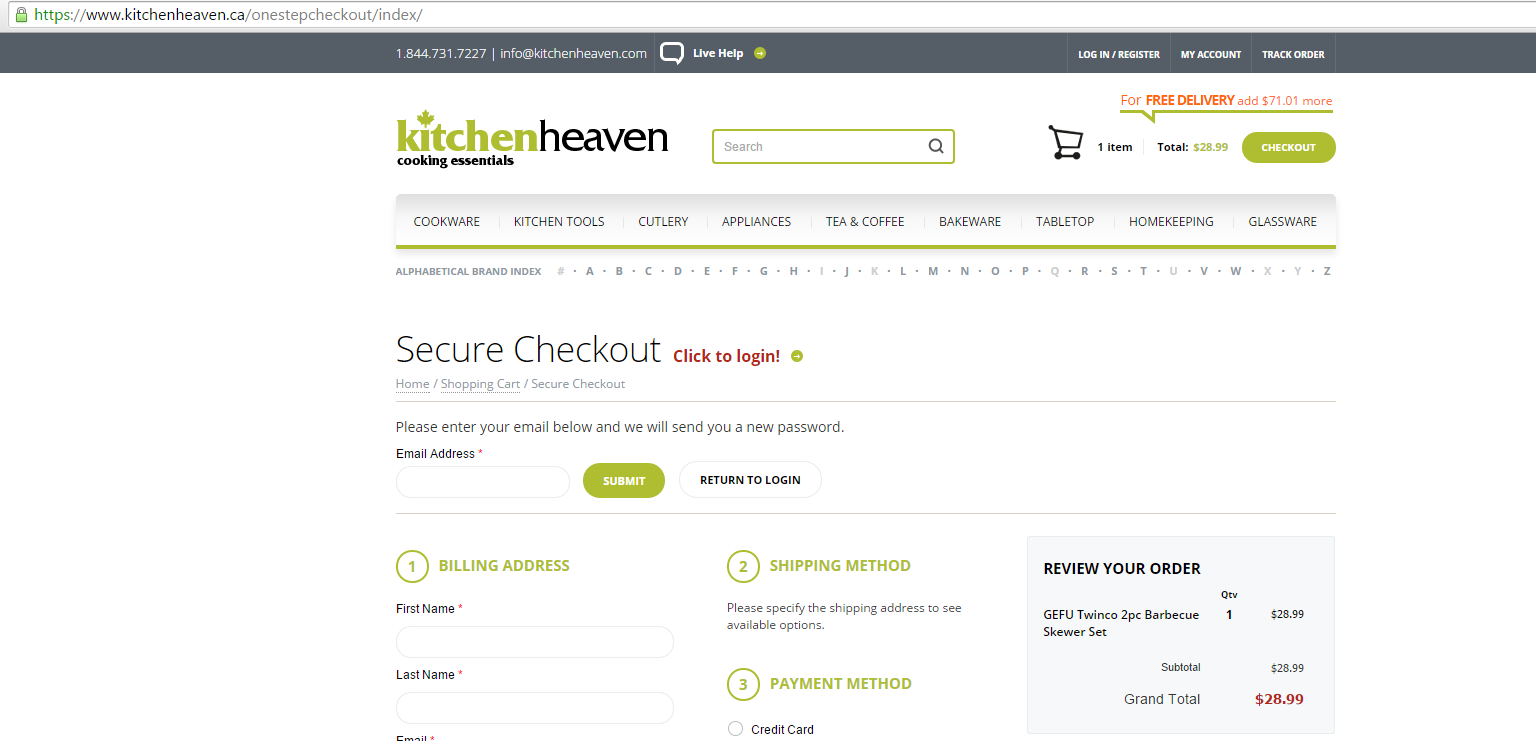 https://www.kitchenheaven.ca/onestepcheckout/index/
1.844.731.7227 | info@kitchenheaven.com Live Help LOG IN / REGISTER MY ACCOUNT TRACK ORDER
For FREE DELIVERY add $71.01 more
kitchenheaven
cooking essentials
Search
1 item Total: $28.99 CHECKOUT
COOKWARE KITCHEN TOOLS CUTLERY APPLIANCES TEA & COFFEE BAKEWARE TABLETOP HOMEKEEPING GLASSWARE
ALPHABETICAL BRAND INDEX # · A · B · C · D · E · F · G · H · I · J · K · L · M · N · O · P · Q · R · S · T · U · V · W · X · Y · Z
Secure Checkout Click to login!
Home / Shopping Cart / Secure Checkout
Please enter your email below and we will send you a new password.
Email Address *
SUBMIT RETURN TO LOGIN
1 BILLING ADDRESS
First Name *
Last Name *
Email *
2 SHIPPING METHOD
Please specify the shipping address to see
available options.
3 PAYMENT METHOD
Credit Card
REVIEW YOUR ORDER
Qty
GEFU Twinco 2pc Barbecue 1 $28.99
Skewer Set
Subtotal $28.99
Grand Total $28.99